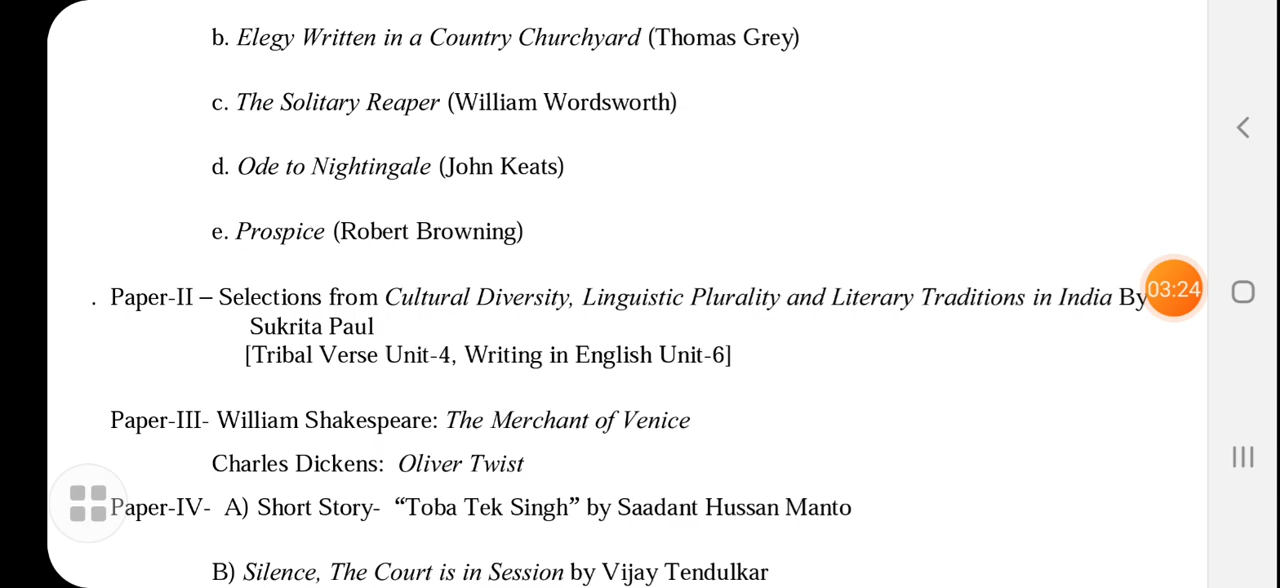 b. Elegy Written in a Country Churchyard (Thomas Grey)
c. The Solitary Reaper (William Wordsworth)
d. Ode to Nightingale (John Keats)
e. Prospice (Robert Browning)
. Paper-II – Selections from Cultural Diversity, Linguistic Plurality and Literary Traditions in India By
03:24
Sukrita Paul
[Tribal Verse Unit-4, Writing in English Unit-6]
Paper-III- William Shakespeare: The Merchant of Venice
Charles Dickens: Oliver Twist
Paper-IV- A) Short Story- “Toba Tek Singh” by Saadant Hussan Manto
B) Silence, The Court is in Session by Vijay Tendulkar